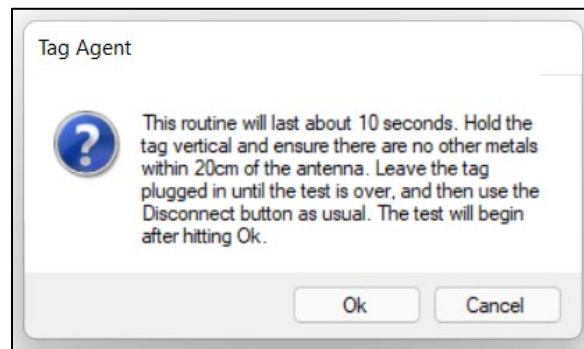 Tag Agent
This routine will last about 10 seconds. Hold the
tag vertical and ensure there are no other metals
within 20cm of the antenna. Leave the tag
plugged in until the test is over, and then use the
Disconnect button as usual. The test will begin
after hitting Ok.
Ok
Cancel